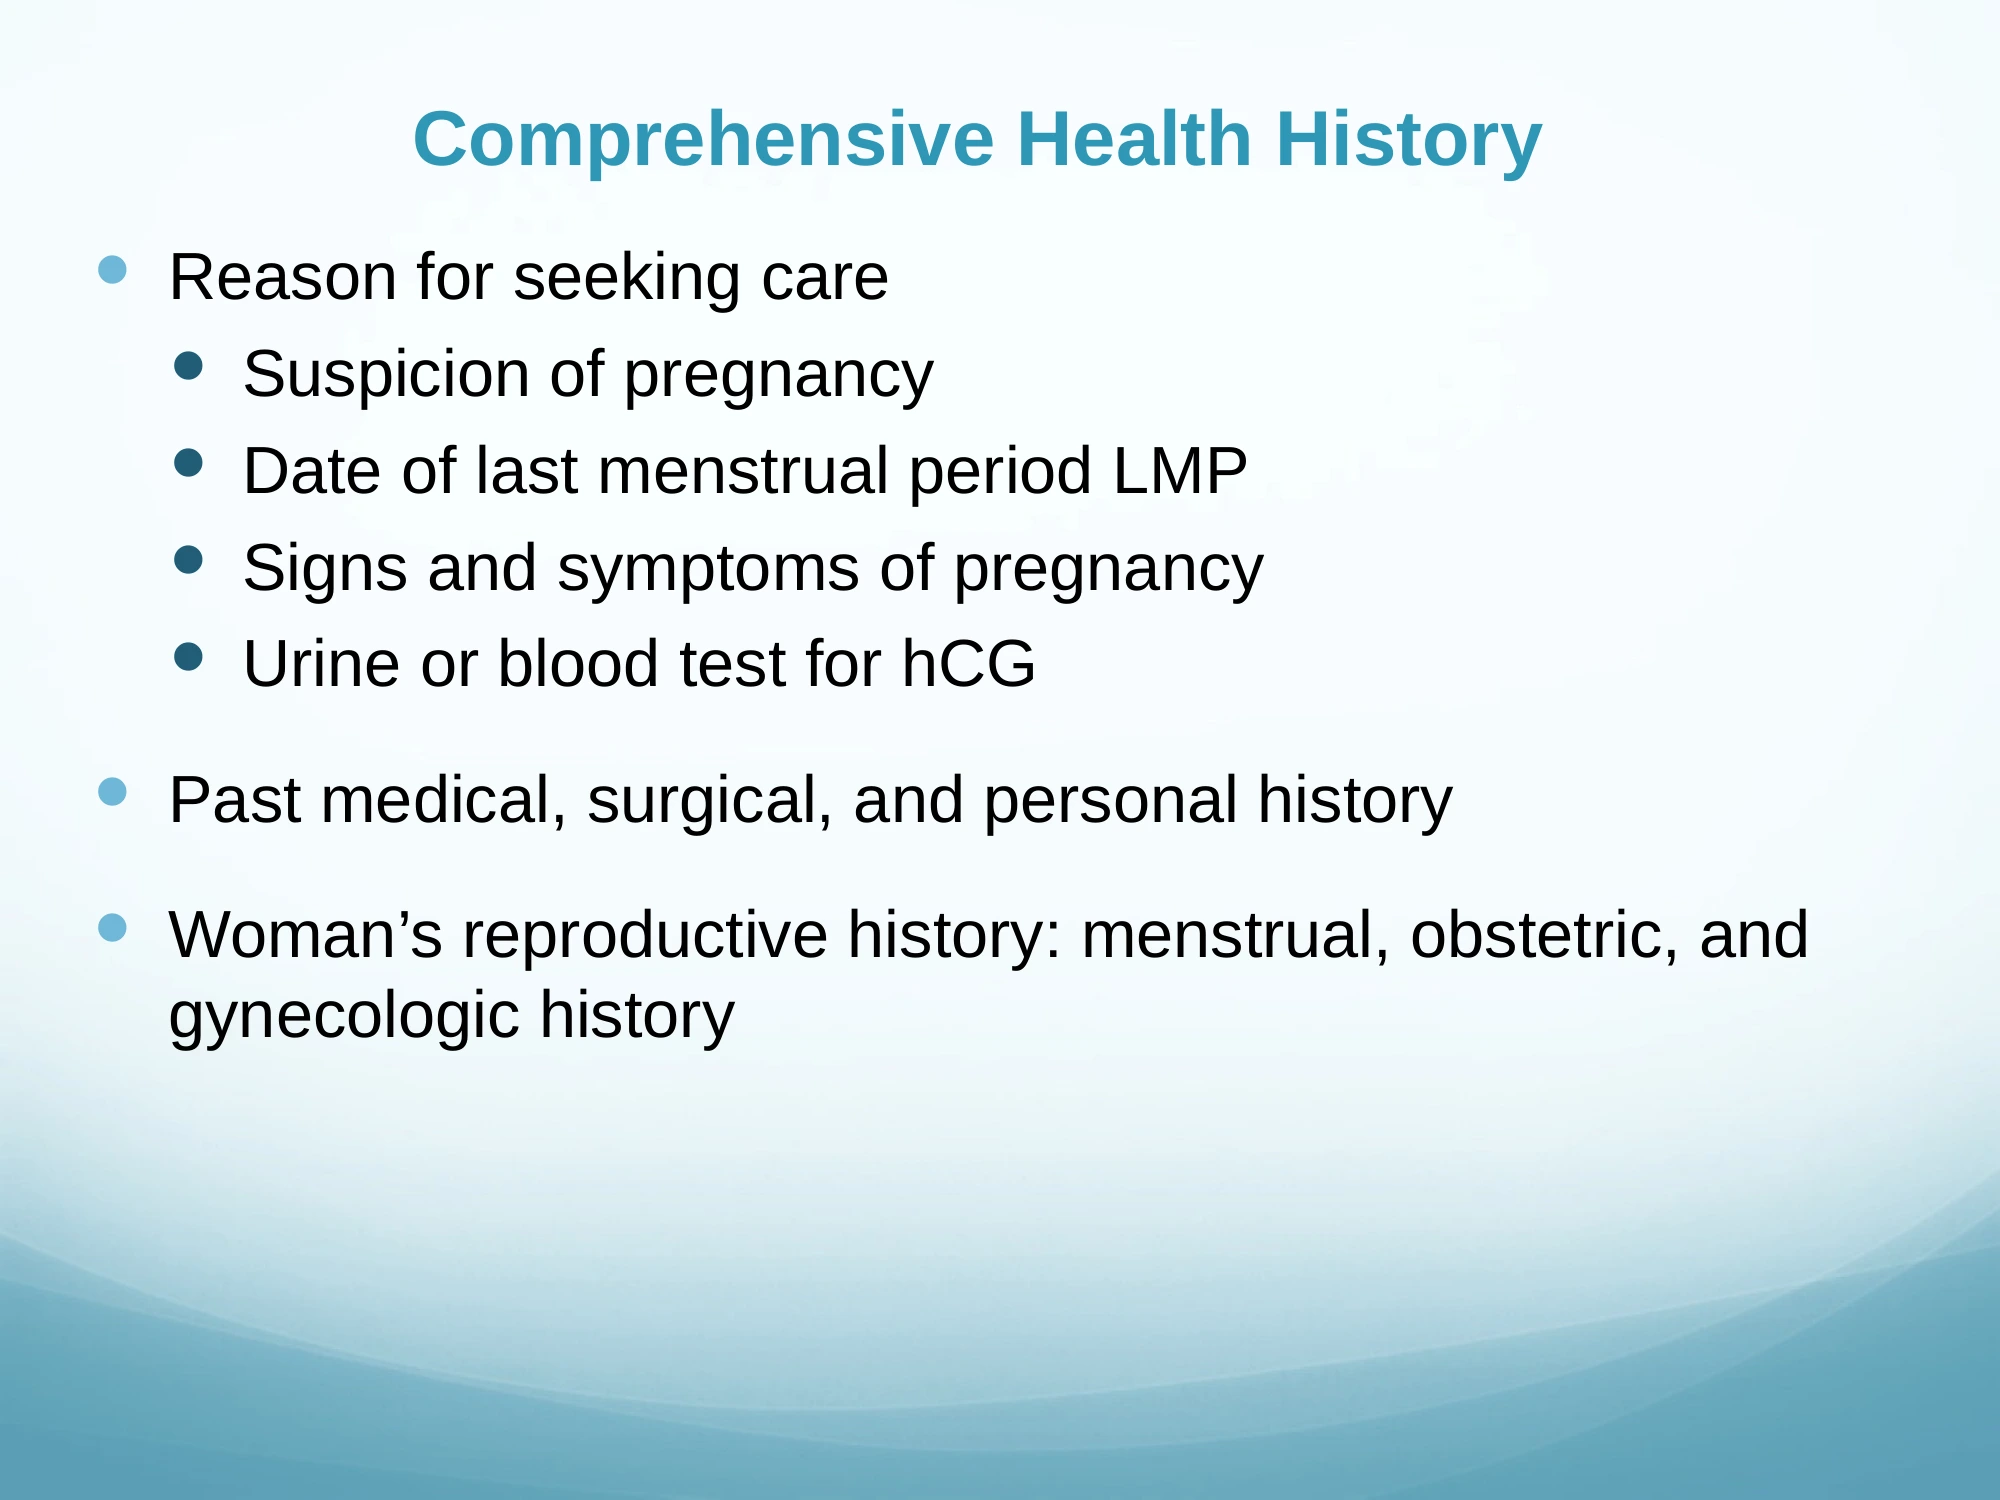 Comprehensive Health History
• Reason for seeking care
• Suspicion of pregnancy
• Date of last menstrual period LMP
• Signs and symptoms of pregnancy
• Urine or blood test for hCG
• Past medical, surgical, and personal history
• Woman’s reproductive history: menstrual, obstetric, and
gynecologic history